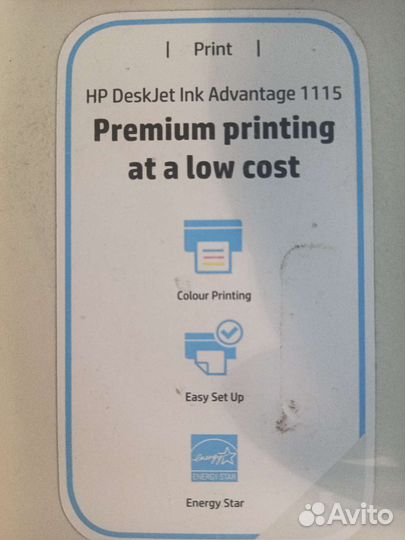 | Print |
HP DeskJet Ink Advantage 1115
Premium printing
at a low cost
Colour Printing
Easy Set Up
energy
ENERGY STAR
Energy Star
Avito